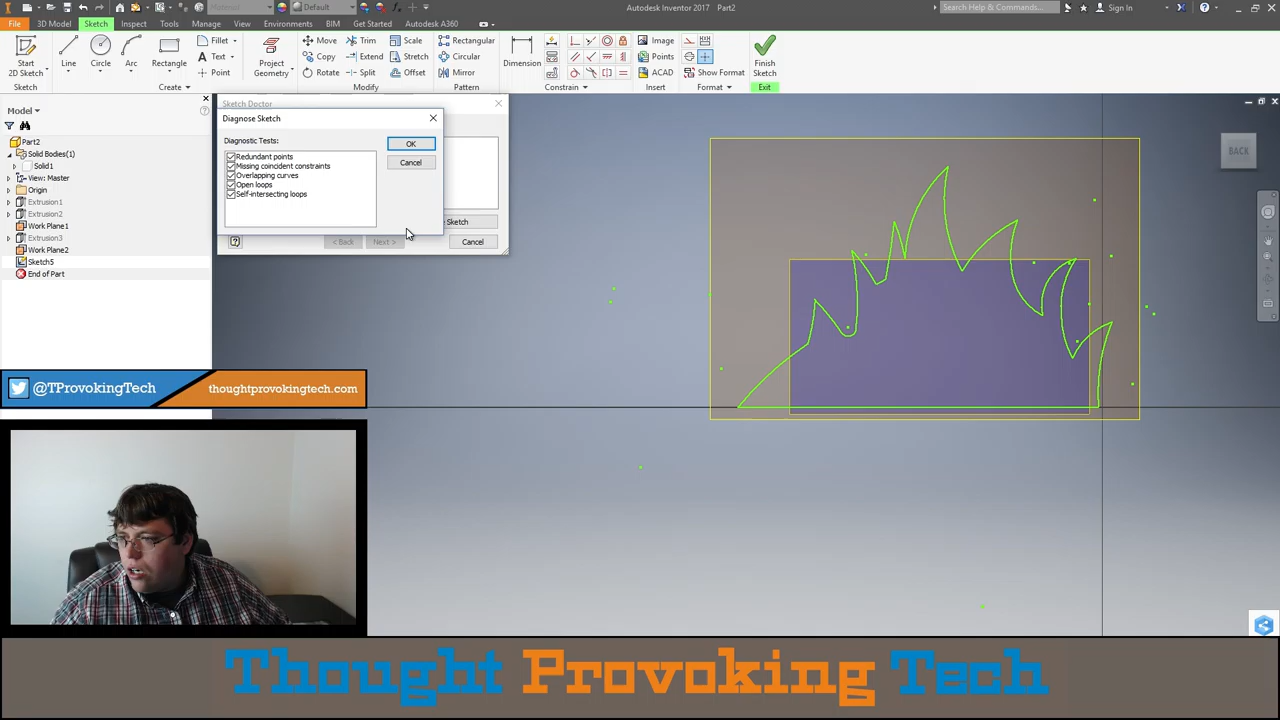 Material
Default
Autodesk Inventor 2017 Part2
Search Help & Commands...
Sign In
File
3D Model
Sketch
Inspect
Tools
Manage
View
Environments
BIM
Get Started
Autodesk A360
Start
2D Sketch
Line
Circle
Arc
Rectangle
Fillet
Text
Point
Project
Geometry
Move
Copy
Rotate
Trim
Extend
Split
Scale
Stretch
Offset
Rectangular
Circular
Mirror
Dimension
Image
Points
ACAD
Show Format
Finish
Sketch
Sketch
Create
Modify
Pattern
Constrain
Insert
Format
Exit
Model
Part2
Solid Bodies(1)
Solid1
View: Master
Origin
Extrusion1
Extrusion2
Work Plane1
Extrusion3
Work Plane2
Sketch5
End of Part
Sketch Doctor
Diagnose Sketch
Diagnostic Tests:
Redundant points
Missing coincident constraints
Overlapping curves
Open loops
Self-intersecting loops
OK
Cancel
Sketch
< Back
Next >
Cancel
BACK
@TProvokingTech
thoughtprovokingtech.com
Thought Provoking Tech